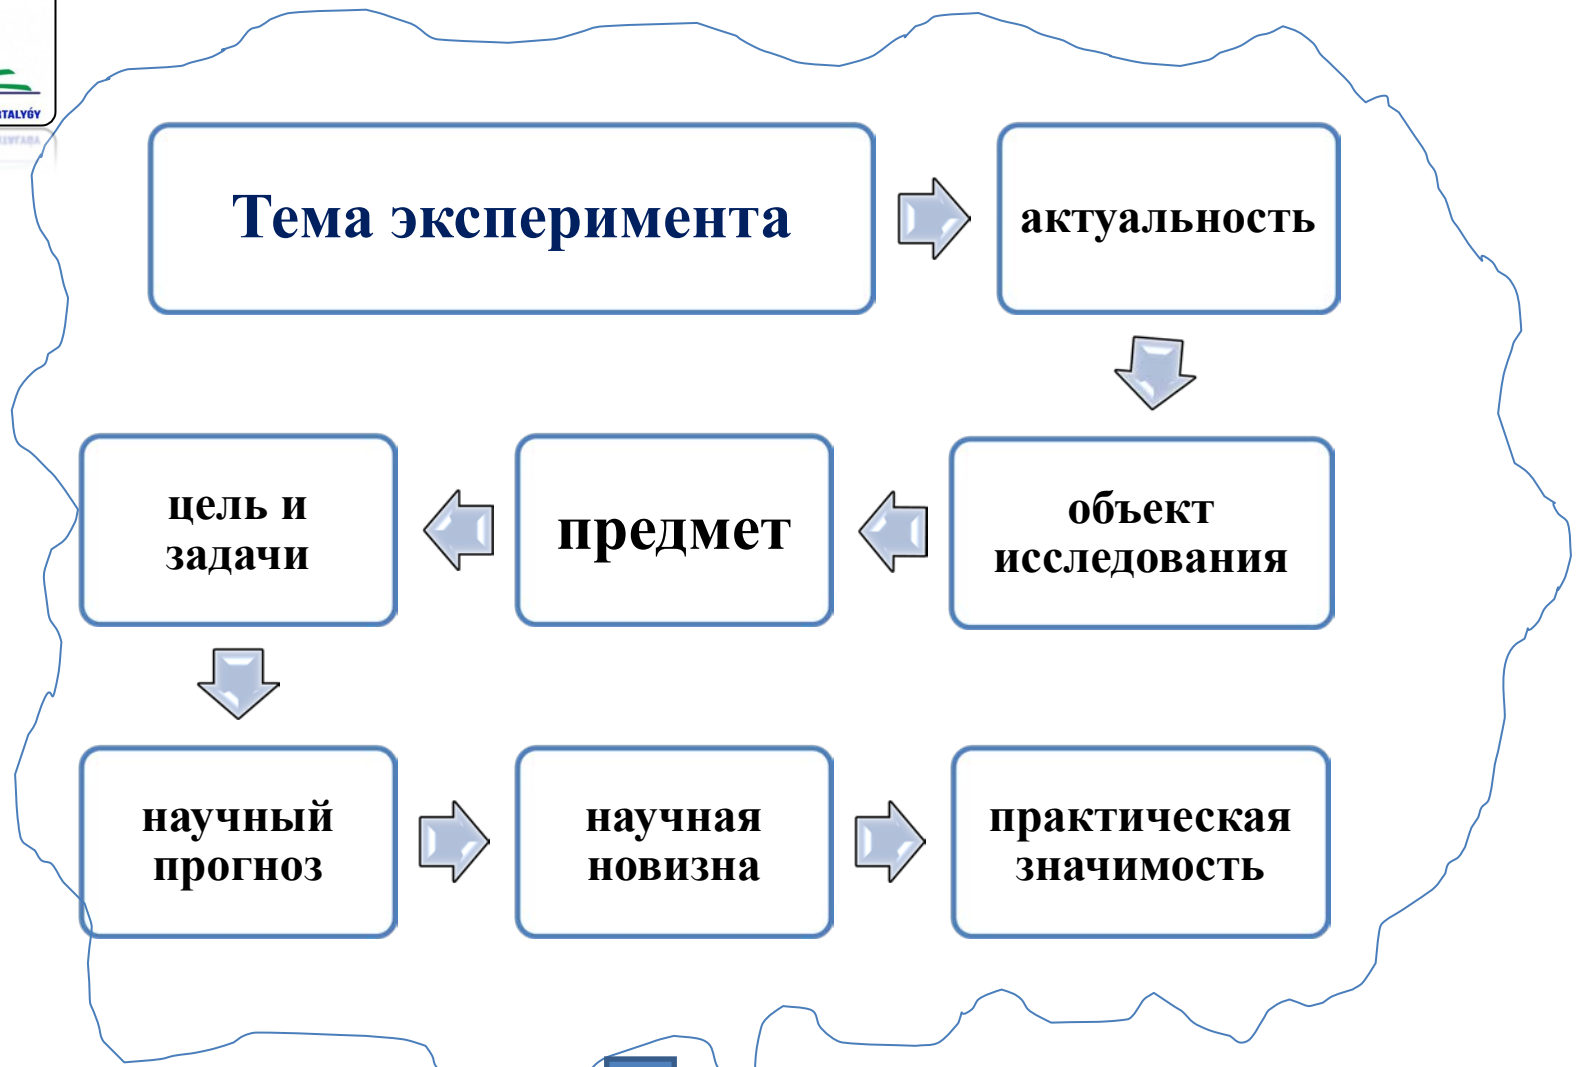 Тема эксперимента
актуальность
объект
исследования
предмет
цель и
задачи
научный
прогноз
научная
новизна
практическая
значимость